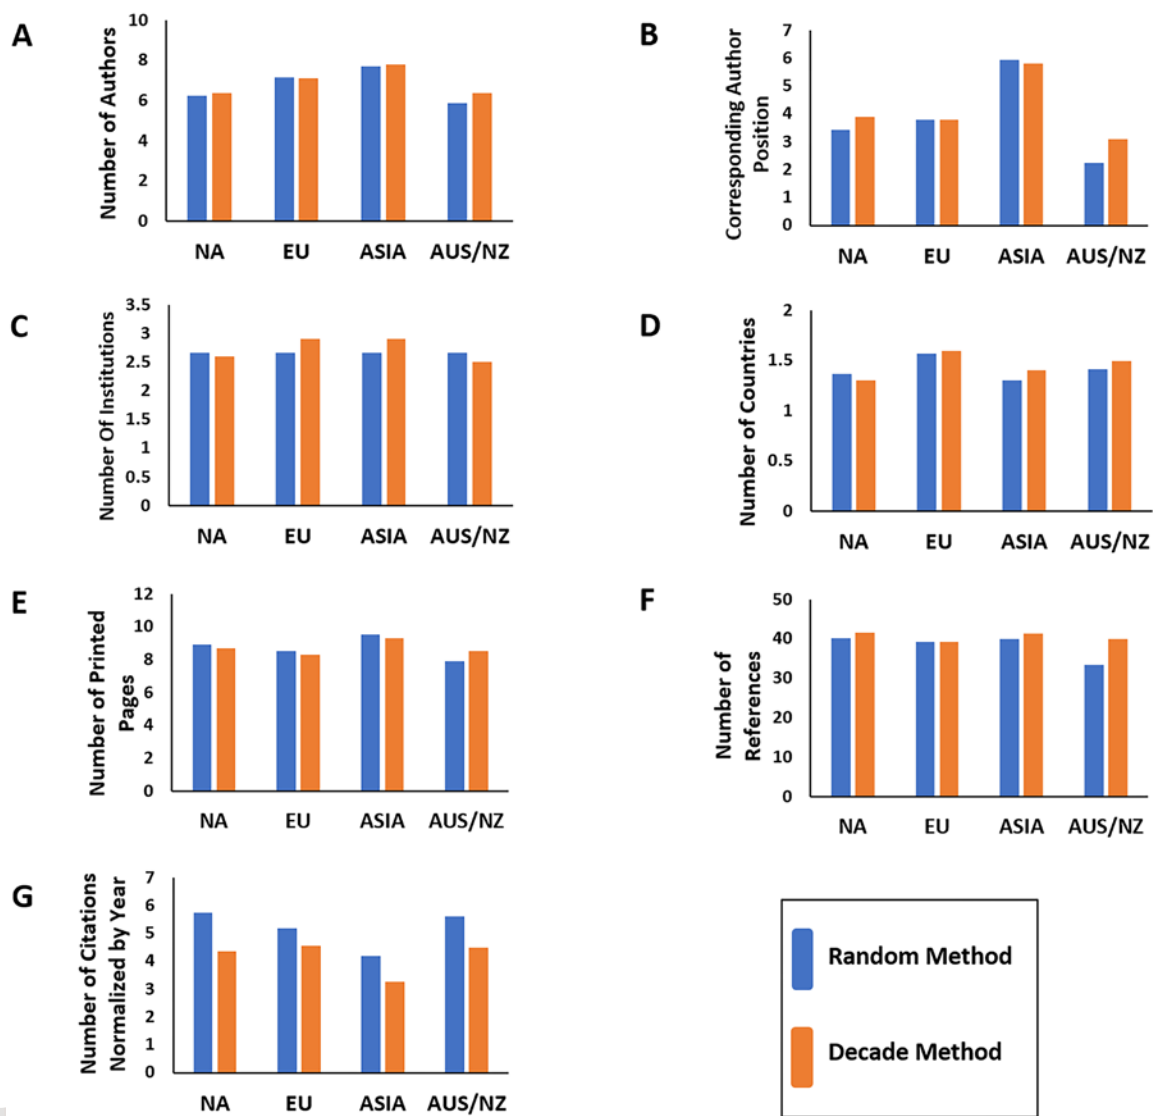 A
Number of Authors
10
8
6
4
2
0
NA EU ASIA AUS/NZ
B
Corresponding Author
Position
7
6
5
4
3
2
1
0
NA EU ASIA AUS/NZ
C
Number Of Institutions
3.5
3
2.5
2
1.5
1
0.5
0
NA EU ASIA AUS/NZ
D
Number of Countries
2
1.5
1
0.5
0
NA EU ASIA AUS/NZ
E
Number of Printed
Pages
12
10
8
6
4
2
0
NA EU ASIA AUS/NZ
F
Number of
References
50
40
30
20
10
0
NA EU ASIA AUS/NZ
G
Number of Citations
Normalized by Year
7
6
5
4
3
2
1
0
NA EU ASIA AUS/NZ
Random Method
Decade Method